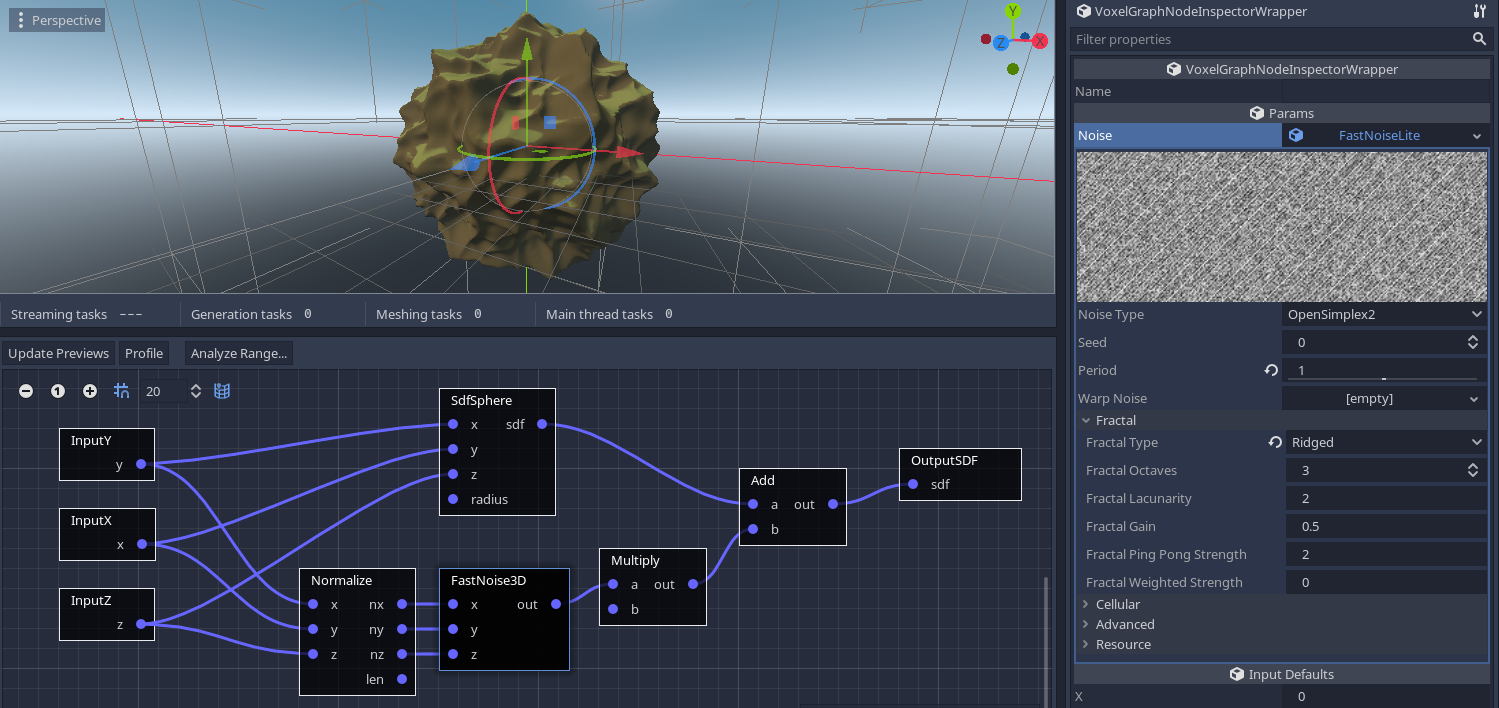 Perspective
Y
Z
X
Streaming tasks ---
Generation tasks 0
Meshing tasks 0
Main thread tasks 0
Update Previews
Profile
Analyze Range...
1
20
InputY
y
InputX
x
InputZ
z
SdfSphere
x sdf
y
z
radius
Normalize
x nx
y ny
z nz
len
FastNoise3D
x out
y
z
Multiply
a out
b
Add
a out
b
OutputSDF
sdf
VoxelGraphNodeInspectorWrapper
Filter properties
VoxelGraphNodeInspectorWrapper
Name
Params
Noise FastNoiseLite
Noise Type OpenSimplex2
Seed 0
Period 1
Warp Noise [empty]
Fractal
Fractal Type Ridged
Fractal Octaves 3
Fractal Lacunarity 2
Fractal Gain 0.5
Fractal Ping Pong Strength 2
Fractal Weighted Strength 0
Cellular
Advanced
Resource
Input Defaults
X 0